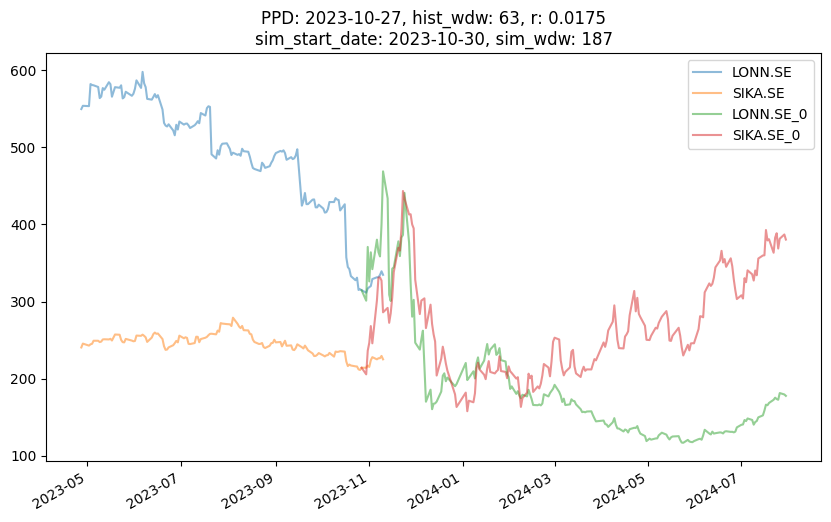 PPD: 2023-10-27, hist_wdw: 63, r: 0.0175
sim_start_date: 2023-10-30, sim_wdw: 187
LONN.SE
SIKA.SE
LONN.SE_0
SIKA.SE_0
600
500
400
300
200
100
2023-05
2023-07
2023-09
2023-11
2024-01
2024-03
2024-05
2024-07